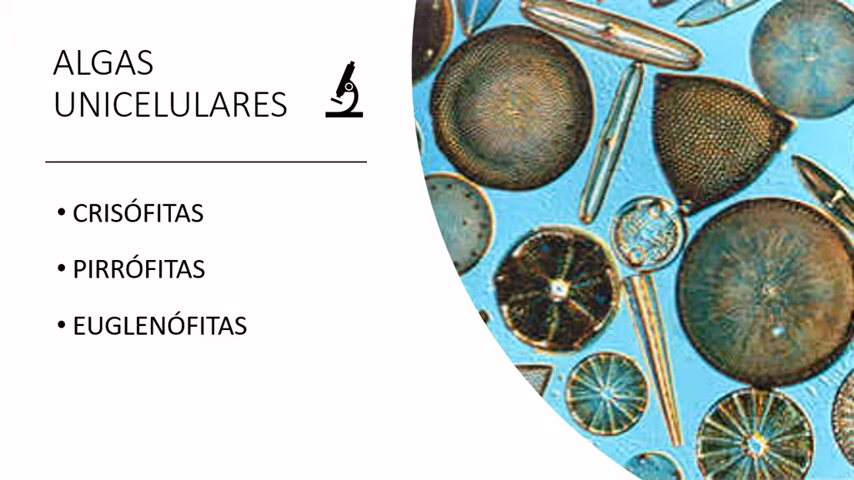 ALGAS
UNICELULARES
• CRISÓFITAS
• PIRRÓFITAS
• EUGLENÓFITAS